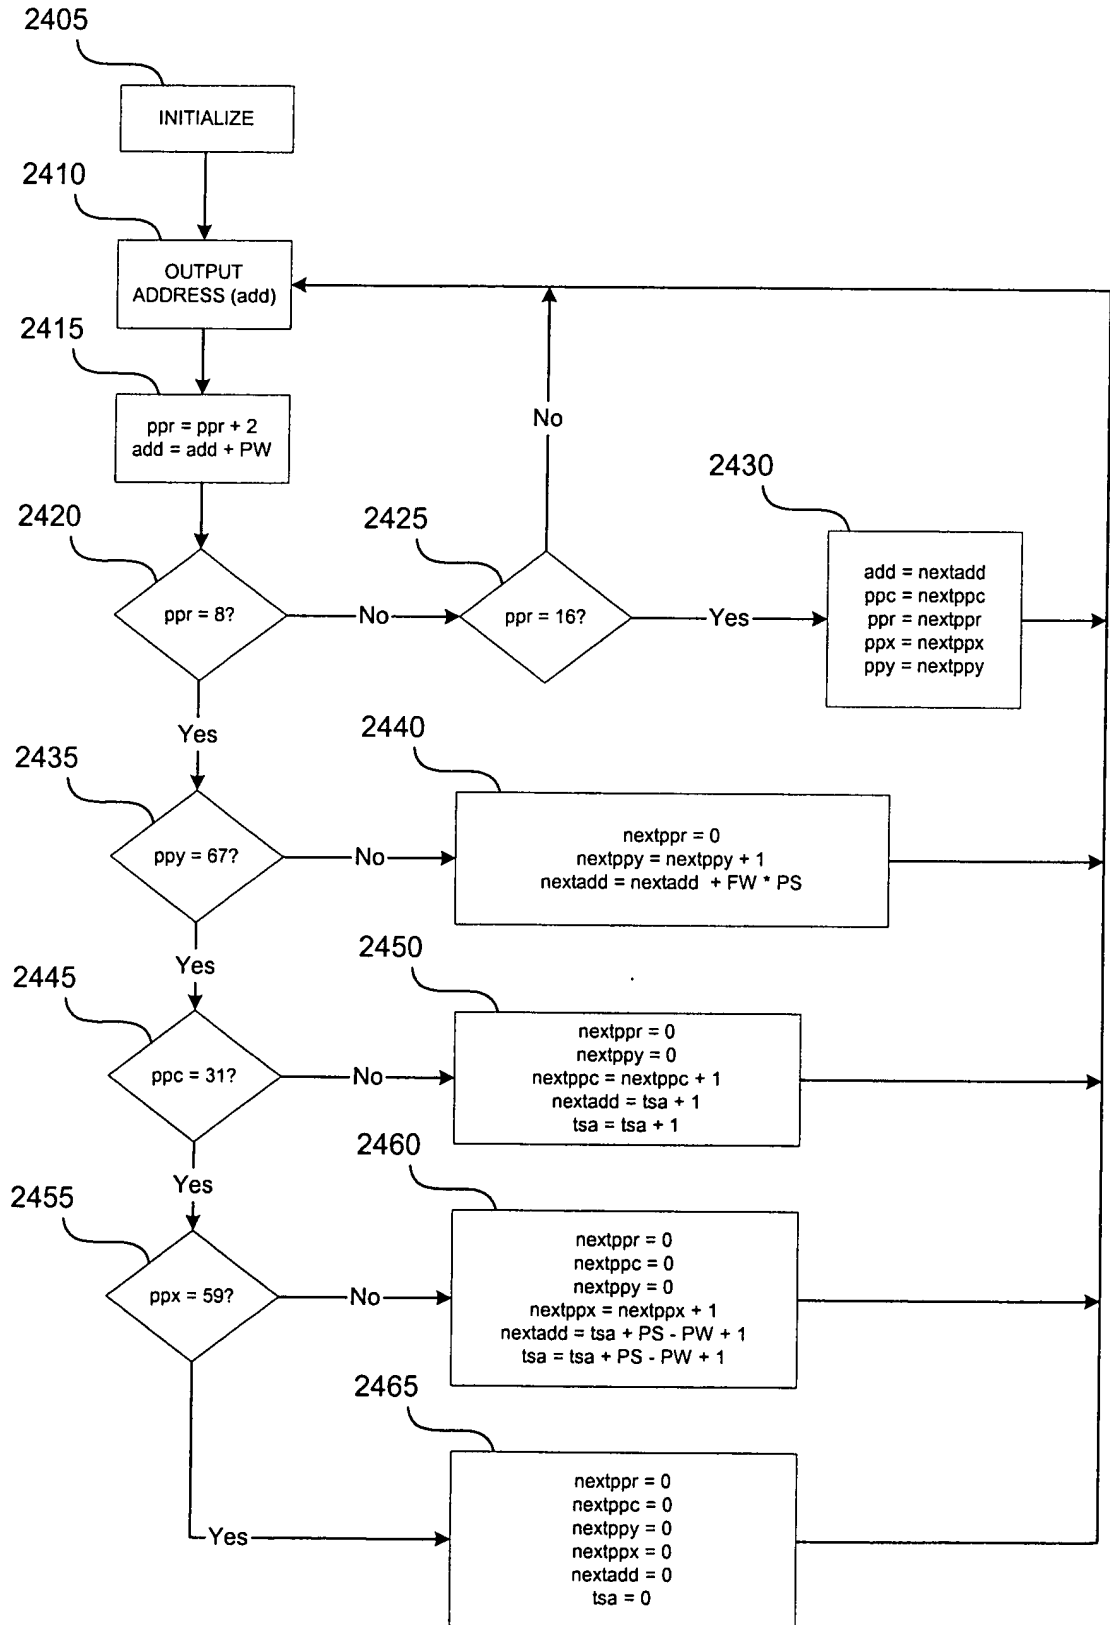 2405
INITIALIZE
2410
OUTPUT
ADDRESS (add)
2415
ppr = ppr + 2
add = add + PW
No
2430
2420
2425
ppr = 8?
No
ppr = 16?
Yes
add = nextadd
ppc = nextppc
ppr = nextppr
ppx = nextppx
ppy = nextppy
Yes
2440
2435
ppy = 67?
No
nextppr = 0
nextppy = nextppy + 1
nextadd = nextadd + FW * PS
Yes
2450
2445
ppc = 31?
No
nextppr = 0
nextppy = 0
nextppc = nextppc + 1
nextadd = tsa + 1
tsa = tsa + 1
Yes
2460
2455
ppx = 59?
No
nextppr = 0
nextppc = 0
nextppy = 0
nextppx = nextppx + 1
nextadd = tsa + PS - PW + 1
tsa = tsa + PS - PW + 1
2465
Yes
nextppr = 0
nextppc = 0
nextppy = 0
nextppx = 0
nextadd = 0
tsa = 0